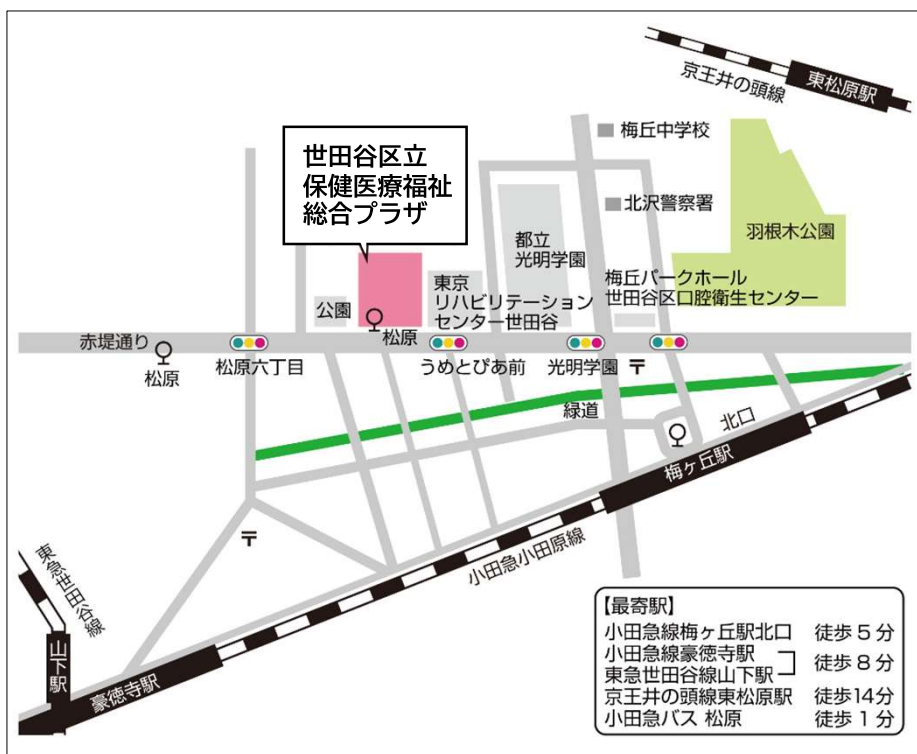 京王井の頭線
東松原駅
梅丘中学校
世田谷区立
保健医療福祉
総合プラザ
北沢警察署
羽根木公園
都立
光明学園
梅丘パークホール
世田谷区口腔衛生センター
東京
リハビリテーション
センター世田谷
公園
松原
赤堤通り
松原
松原六丁目
うめとぴあ前
光明学園
〒
緑道
北口
梅ヶ丘駅
〒
小田急小田原線
東急世田谷線
山下駅
豪徳寺駅
【最寄駅】
小田急線梅ヶ丘駅北口 徒歩5分
小田急線豪徳寺駅
東急世田谷線山下駅 徒歩8分
京王井の頭線東松原駅 徒歩14分
小田急バス 松原 徒歩1分